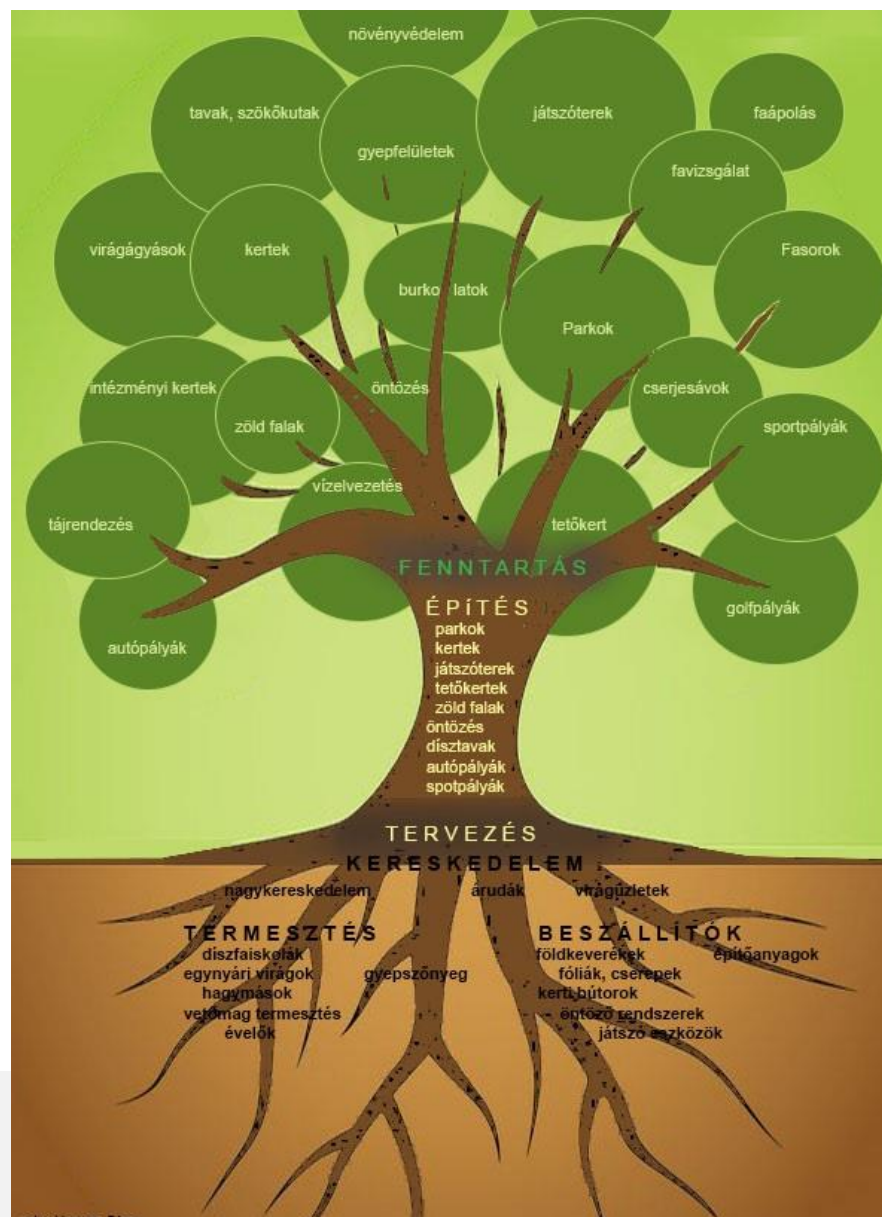 növényvédelem
tavak, szökőkutak
játszóterek
faápolás
gyepfelületek
favizsgálat
virágágyások
kertek
Fasorok
burko latok
Parkok
intézményi kertek
öntözés
cserjesávok
zöld falak
sportpályák
vízelvezetés
tájrendezés
tetőkert
FENNTARTÁS
golfpályák
autópályák
ÉPÍTÉS
parkok
kertek
játszóterek
tetőkertek
zöld falak
öntözés
dísztavak
autópályák
spotpályák
TERVEZÉS
KERESKEDELEM
nagykereskedelem
árudák
virágüzletek
TERMESZTÉS
díszfaiskolák
egynyári virágok
gyepszőnyeg
hagymások
vetőmag termesztés
évelők
BESZÁLLÍTÓK
földkeverékek
építőanyagok
fóliák, cserepek
kerti bútorok
öntöző rendszerek
játszó eszközök